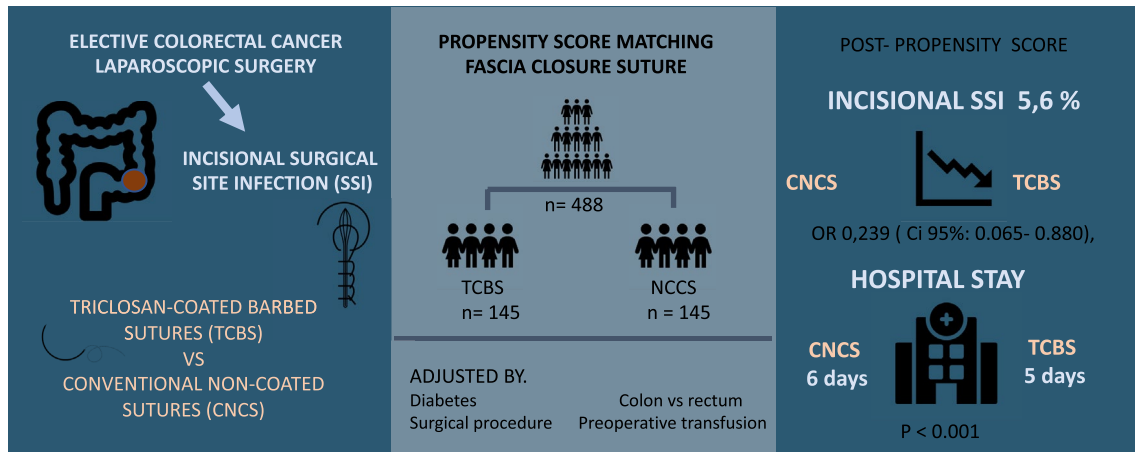 ELECTIVE COLORECTAL CANCER
LAPAROSCOPIC SURGERY
INCISIONAL SURGICAL
SITE INFECTION (SSI)
TRICLOSAN-COATED BARBED
SUTURES (TCBS)
VS
CONVENTIONAL NON-COATED
SUTURES (CNCS)
PROPENSITY SCORE MATCHING
FASCIA CLOSURE SUTURE
n= 488
TCBS
n= 145
NCCS
n = 145
ADJUSTED BY.
Diabetes
Surgical procedure
Colon vs rectum
Preoperative transfusion
POST- PROPENSITY SCORE
INCISIONAL SSI 5,6 %
CNCS
TCBS
OR 0,239 ( Ci 95%: 0.065- 0.880),
HOSPITAL STAY
CNCS
6 days
TCBS
5 days
P < 0.001